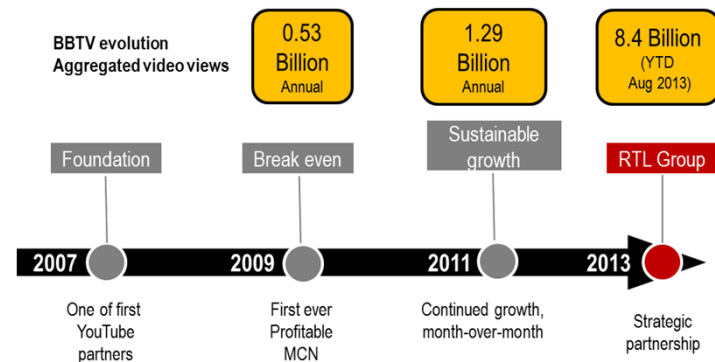 BBTV evolution
Aggregated video views
0.53
Billion
Annual
1.29
Billion
Annual
8.4 Billion
(YTD
Aug 2013)
Foundation
Break even
Sustainable
growth
RTL Group
2007
2009
2011
2013
One of first
YouTube
partners
First ever
Profitable
MCN
Continued growth,
month-over-month
Strategic
partnership